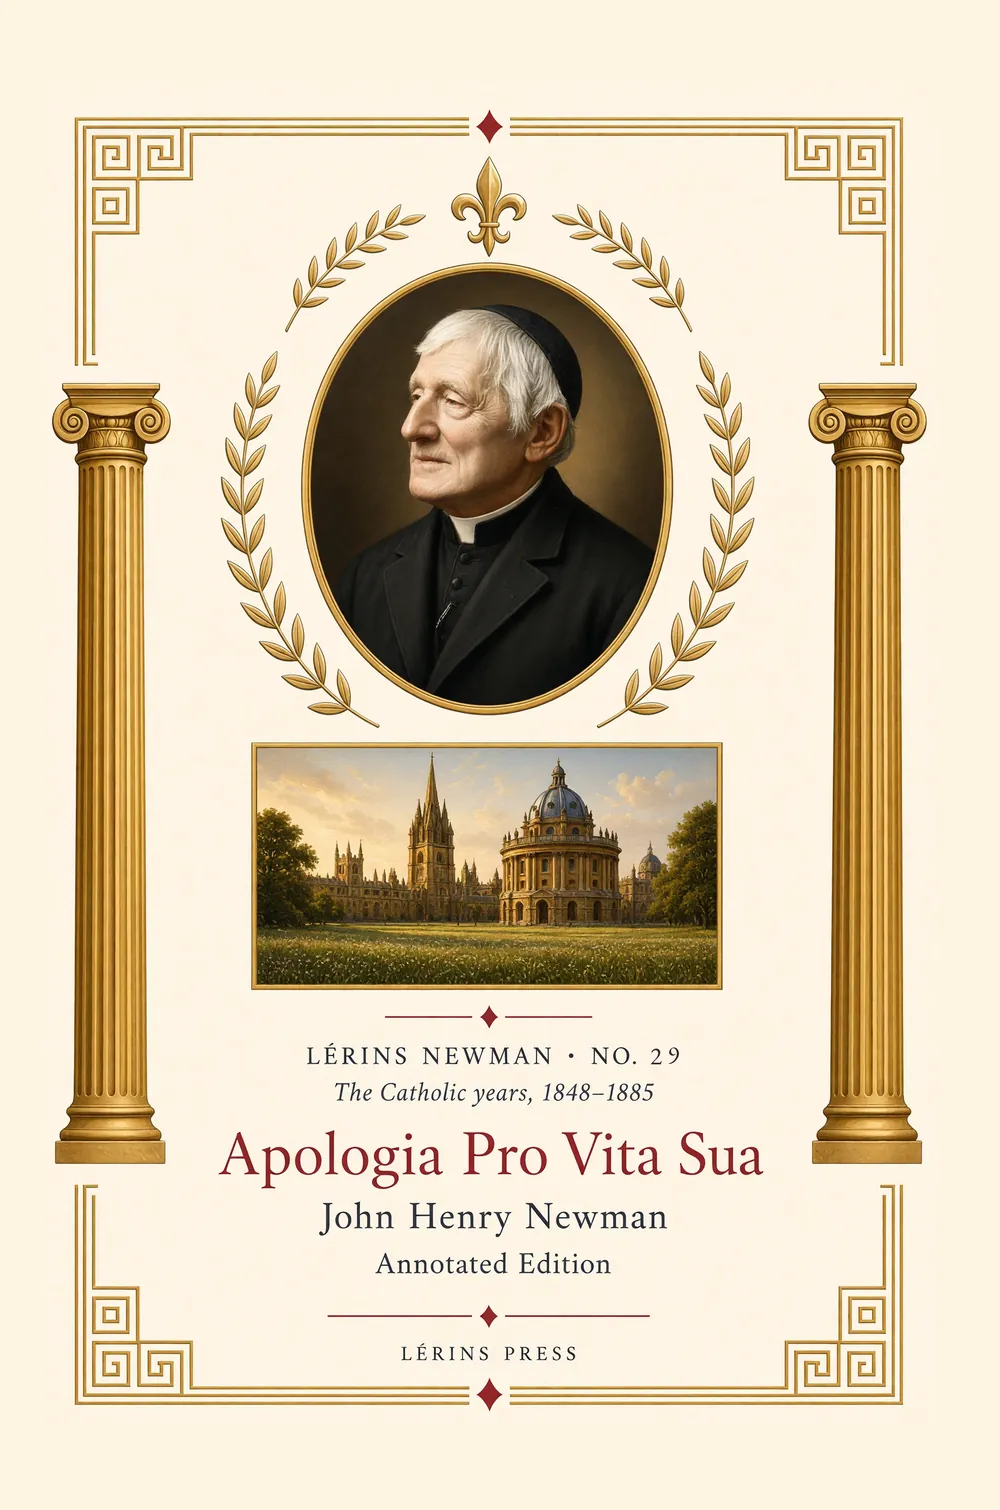 LÉRINS NEWMAN • NO. 29
The Catholic years, 1848–1885
Apologia Pro Vita Sua
John Henry Newman
Annotated Edition
LÉRINS PRESS